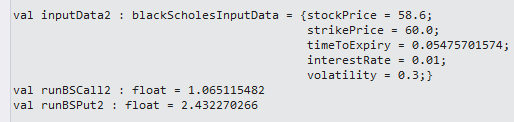 val inputData2 : blackScholesInputData = {stockPrice = 58.6;
strikePrice = 60.0;
timeToExpiry = 0.05475701574;
interestRate = 0.01;
volatility = 0.3;}
val runBSCall2 : float = 1.065115482
val runBSPut2 : float = 2.432270266